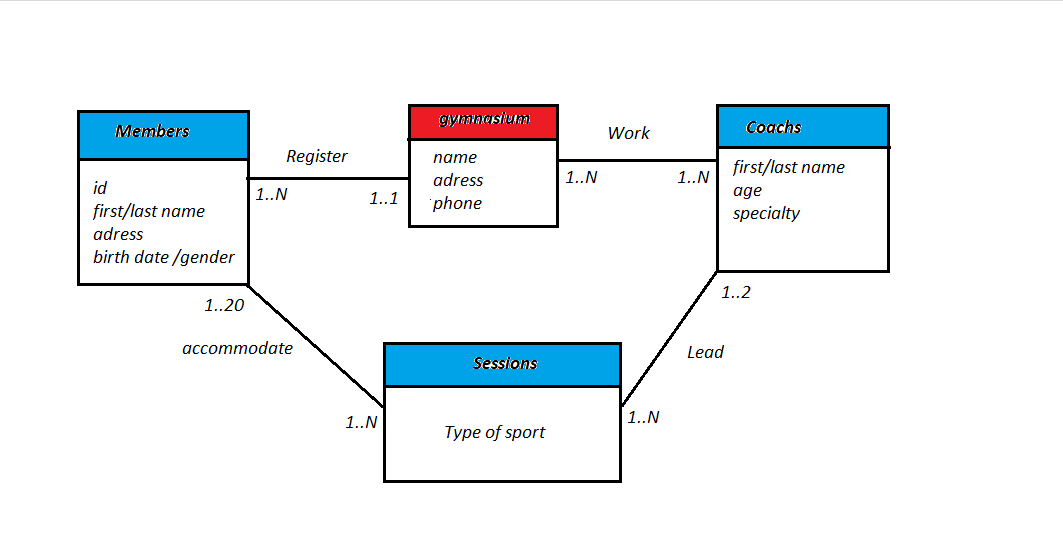 Members
id
first/last name
adress
birth date /gender
Register
1..N
1..1
gymnasium
name
adress
phone
Work
1..N
1..N
Coachs
first/last name
age
specialty
1..20
accommodate
1..N
Sessions
Type of sport
1..2
Lead
1..N